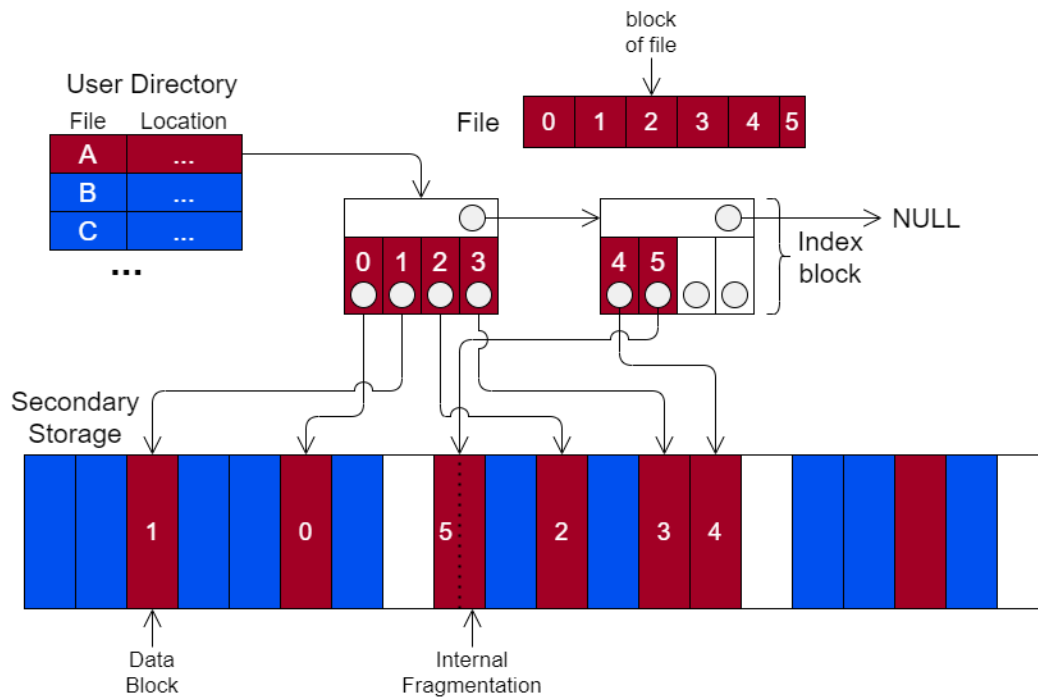 block
of file
User Directory
File Location
File 0 1 2 3 4 5
A ...
B ...
C ...
...
NULL
Index
block
0 1 2 3
4 5
Secondary
Storage
1 0 5 2 3 4
Data
Block
Internal
Fragmentation